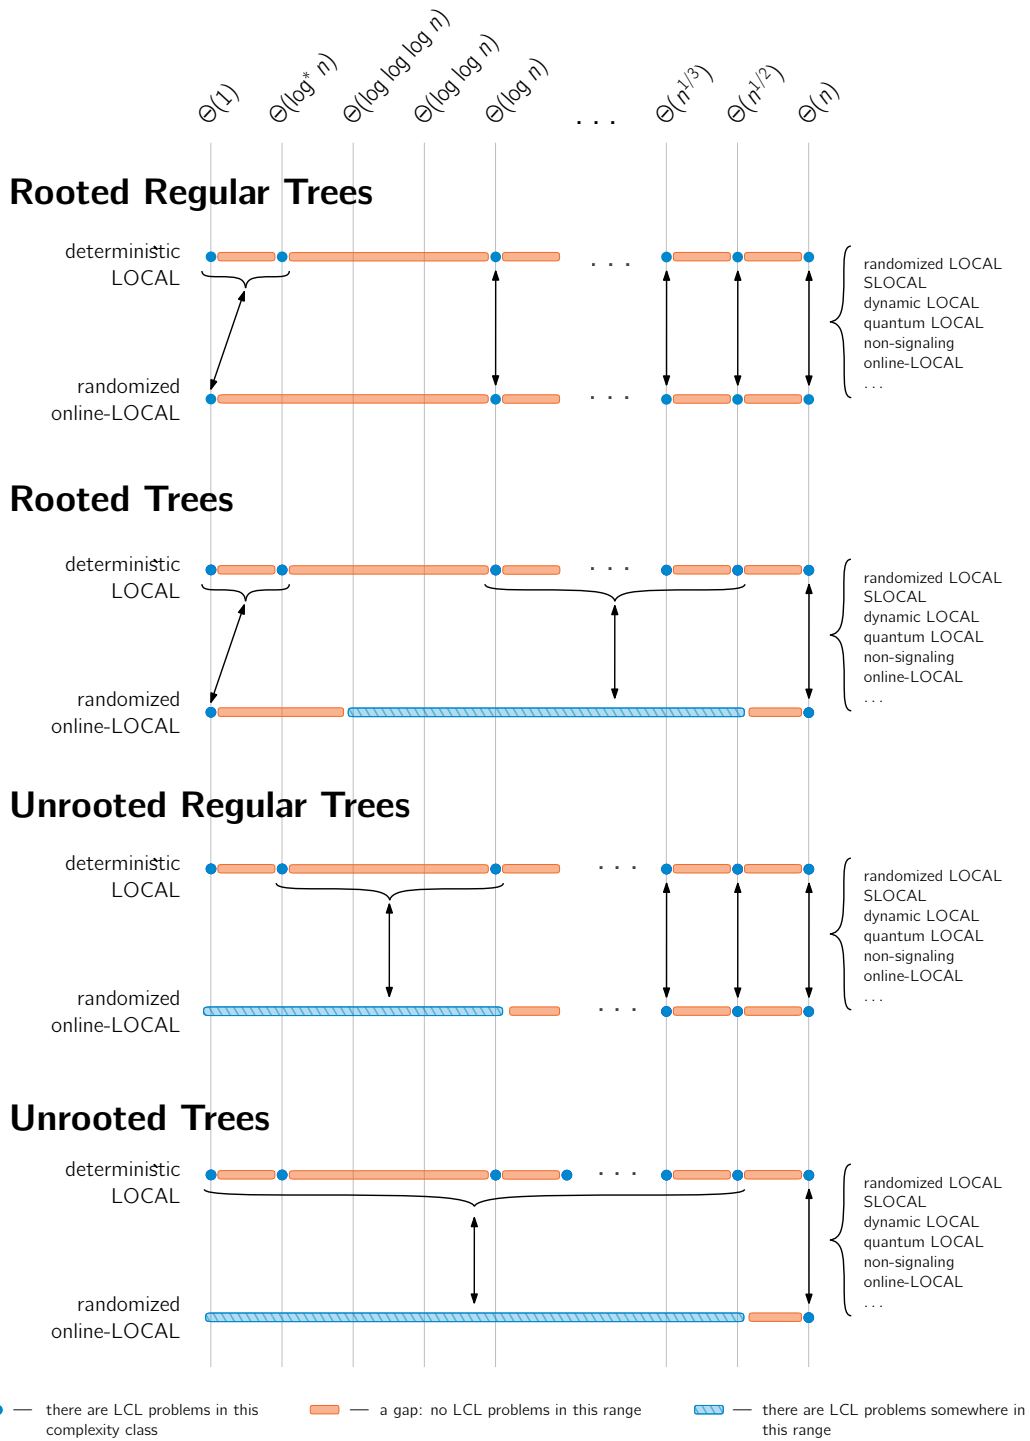 Θ(1) Θ(log* n) Θ(log log log n) Θ(log log n) Θ(log n) . . . Θ(n^{1/3}) Θ(n^{1/2}) Θ(n)
Rooted Regular Trees
deterministic
LOCAL
. . .
randomized
online-LOCAL
. . .
randomized LOCAL
SLOCAL
dynamic LOCAL
quantum LOCAL
non-signaling
online-LOCAL
. . .
Rooted Trees
deterministic
LOCAL
. . .
randomized
online-LOCAL
randomized LOCAL
SLOCAL
dynamic LOCAL
quantum LOCAL
non-signaling
online-LOCAL
. . .
Unrooted Regular Trees
deterministic
LOCAL
. . .
randomized
online-LOCAL
. . .
randomized LOCAL
SLOCAL
dynamic LOCAL
quantum LOCAL
non-signaling
online-LOCAL
. . .
Unrooted Trees
deterministic
LOCAL
. . .
randomized
online-LOCAL
randomized LOCAL
SLOCAL
dynamic LOCAL
quantum LOCAL
non-signaling
online-LOCAL
. . .
— there are LCL problems in this
complexity class
— a gap: no LCL problems in this range
— there are LCL problems somewhere in
this range